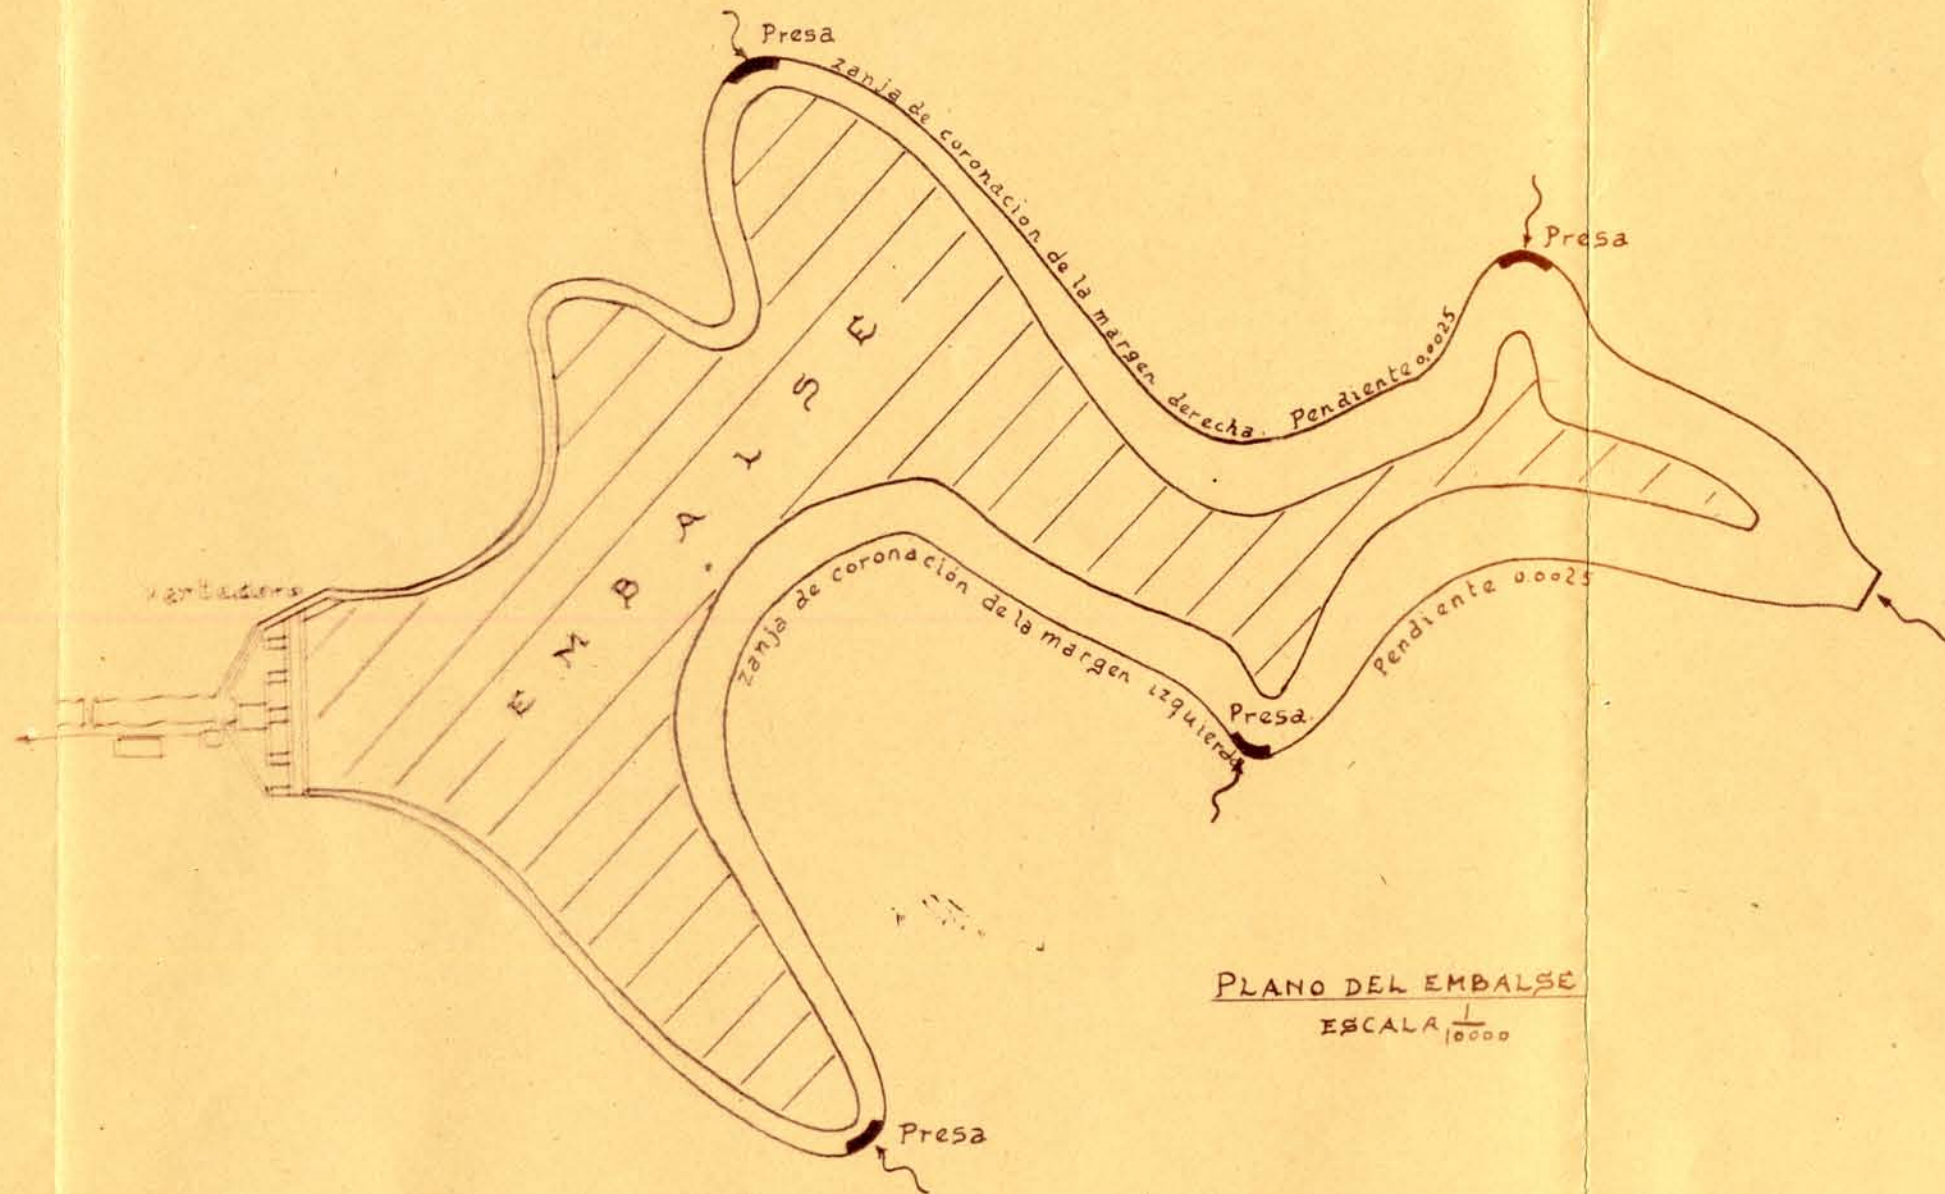 Presa
zanja de coronacion de la margen derecha. Pendiente 0,0025
Presa
EMBALSE
vertedero
zanja de coronación de la margen izquierda
Pendiente 0.0025
Presa.
Presa
PLANO DEL EMBALSE
ESCALA 1/10000